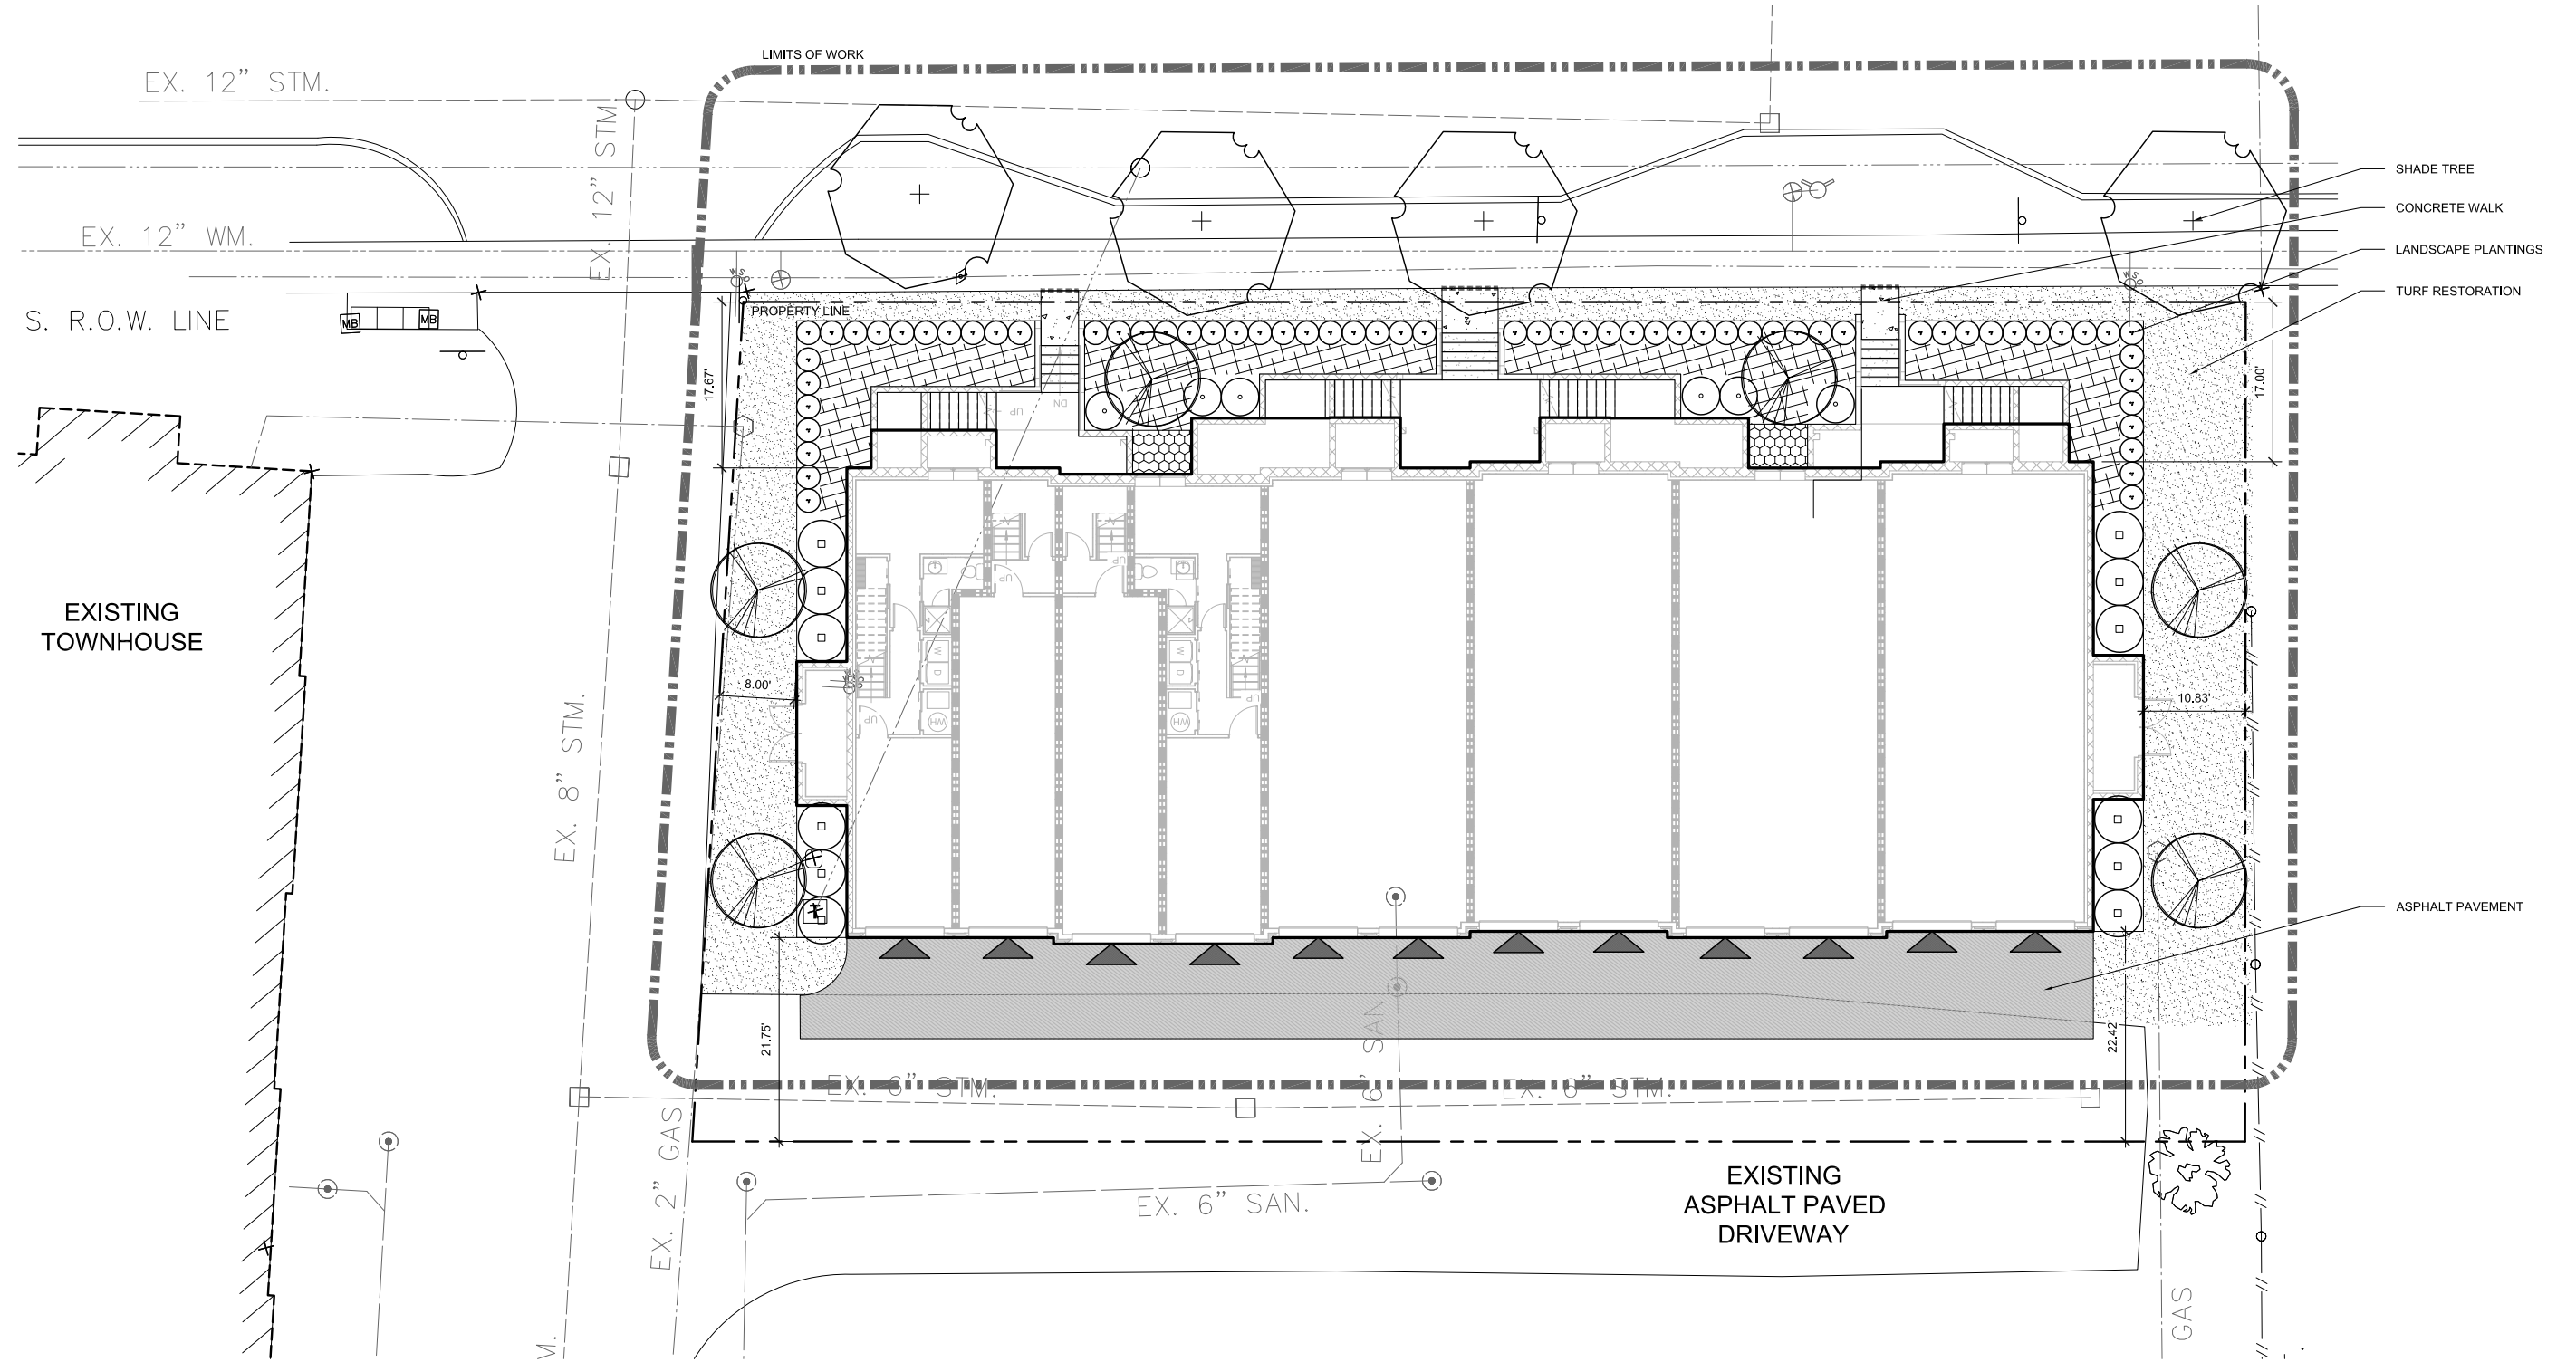 LIMITS OF WORK
EX. 12” STM.
EX. 12” STM.
SHADE TREE
CONCRETE WALK
EX. 12” WM.
LANDSCAPE PLANTINGS
TURF RESTORATION
PROPERTY LINE
S. R.O.W. LINE
MB
MB
17.67'
17.00'
UP
DN
UP
UP
UP
EXISTING
TOWNHOUSE
W
D
W
D
8.00'
10.83'
UP
UP
WH
WH
EX. 8” STM.
ASPHALT PAVEMENT
21.75'
22.42'
EX. 6” STM.
EX. 6” SAN
EX. 6” STM.
EX. 2” GAS
EX. 6” SAN.
EXISTING
ASPHALT PAVED
DRIVEWAY
GAS
M.